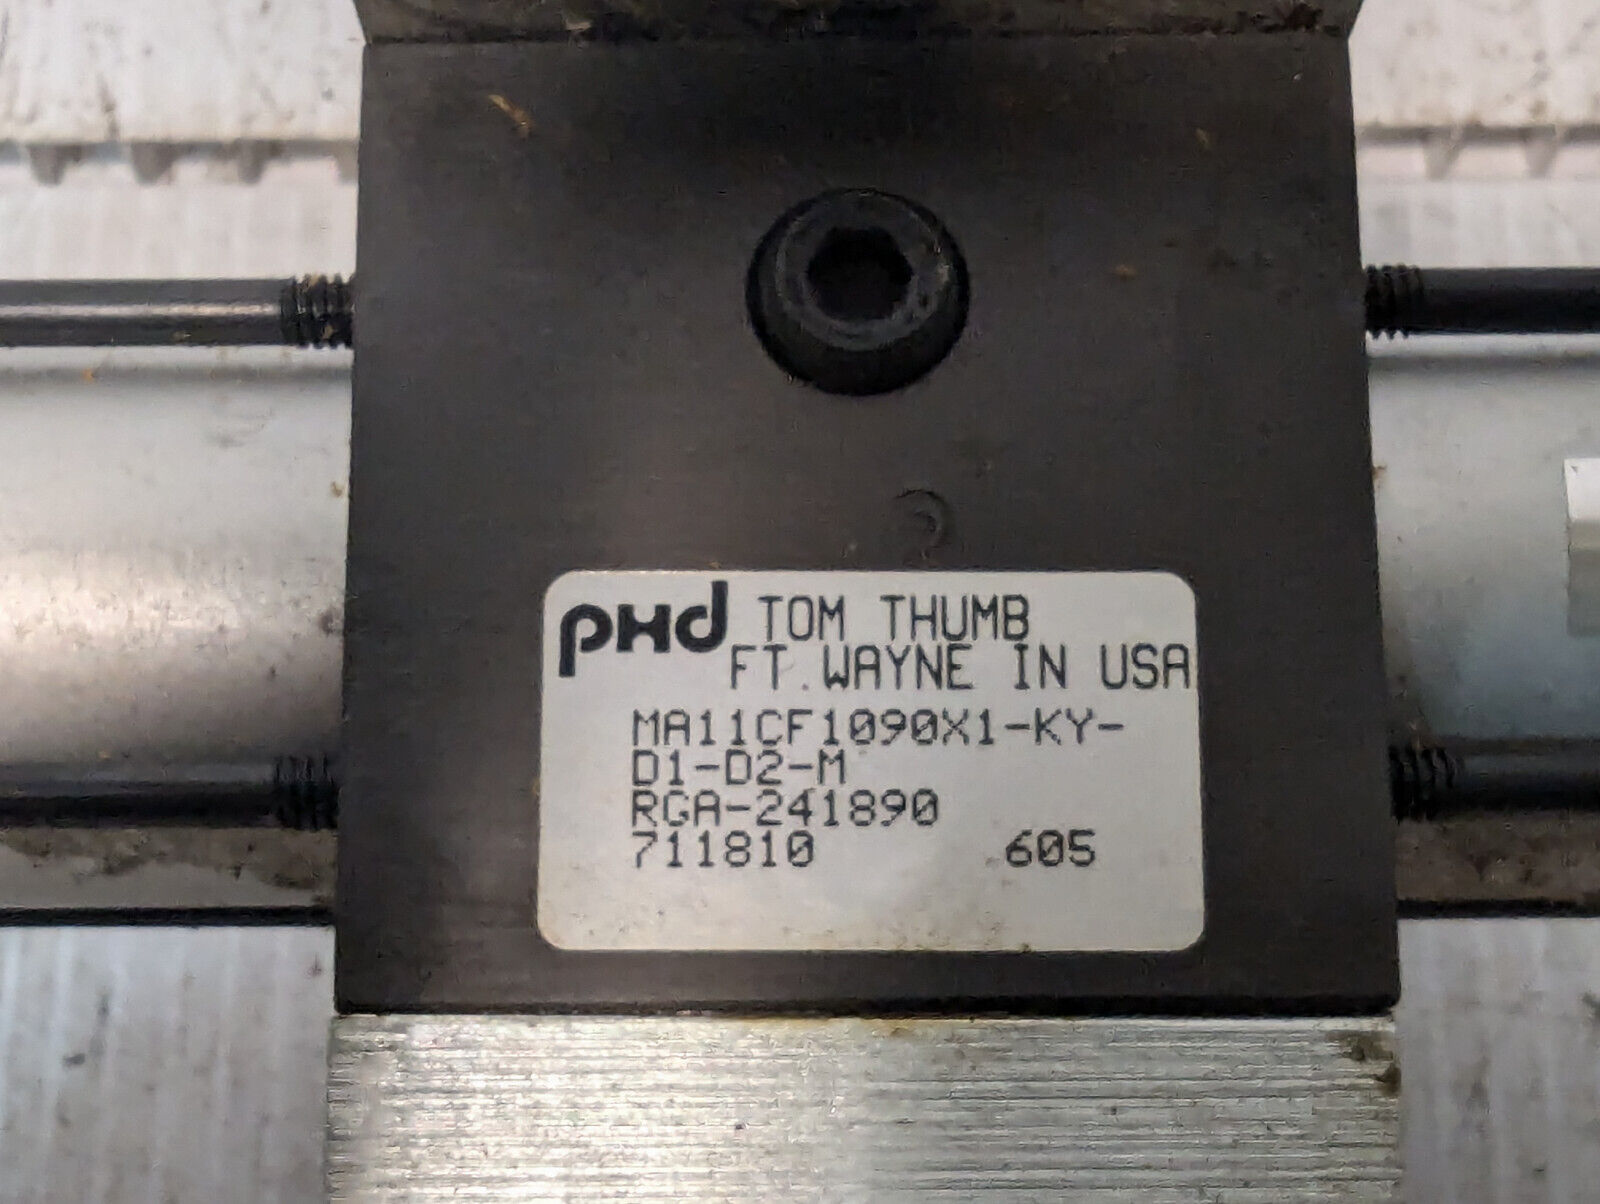 PHD TOM THUMB
FT. WAYNE IN USA
MA11CF1090X1-KY-
D1-D2-M
RGA-241890
711810 605